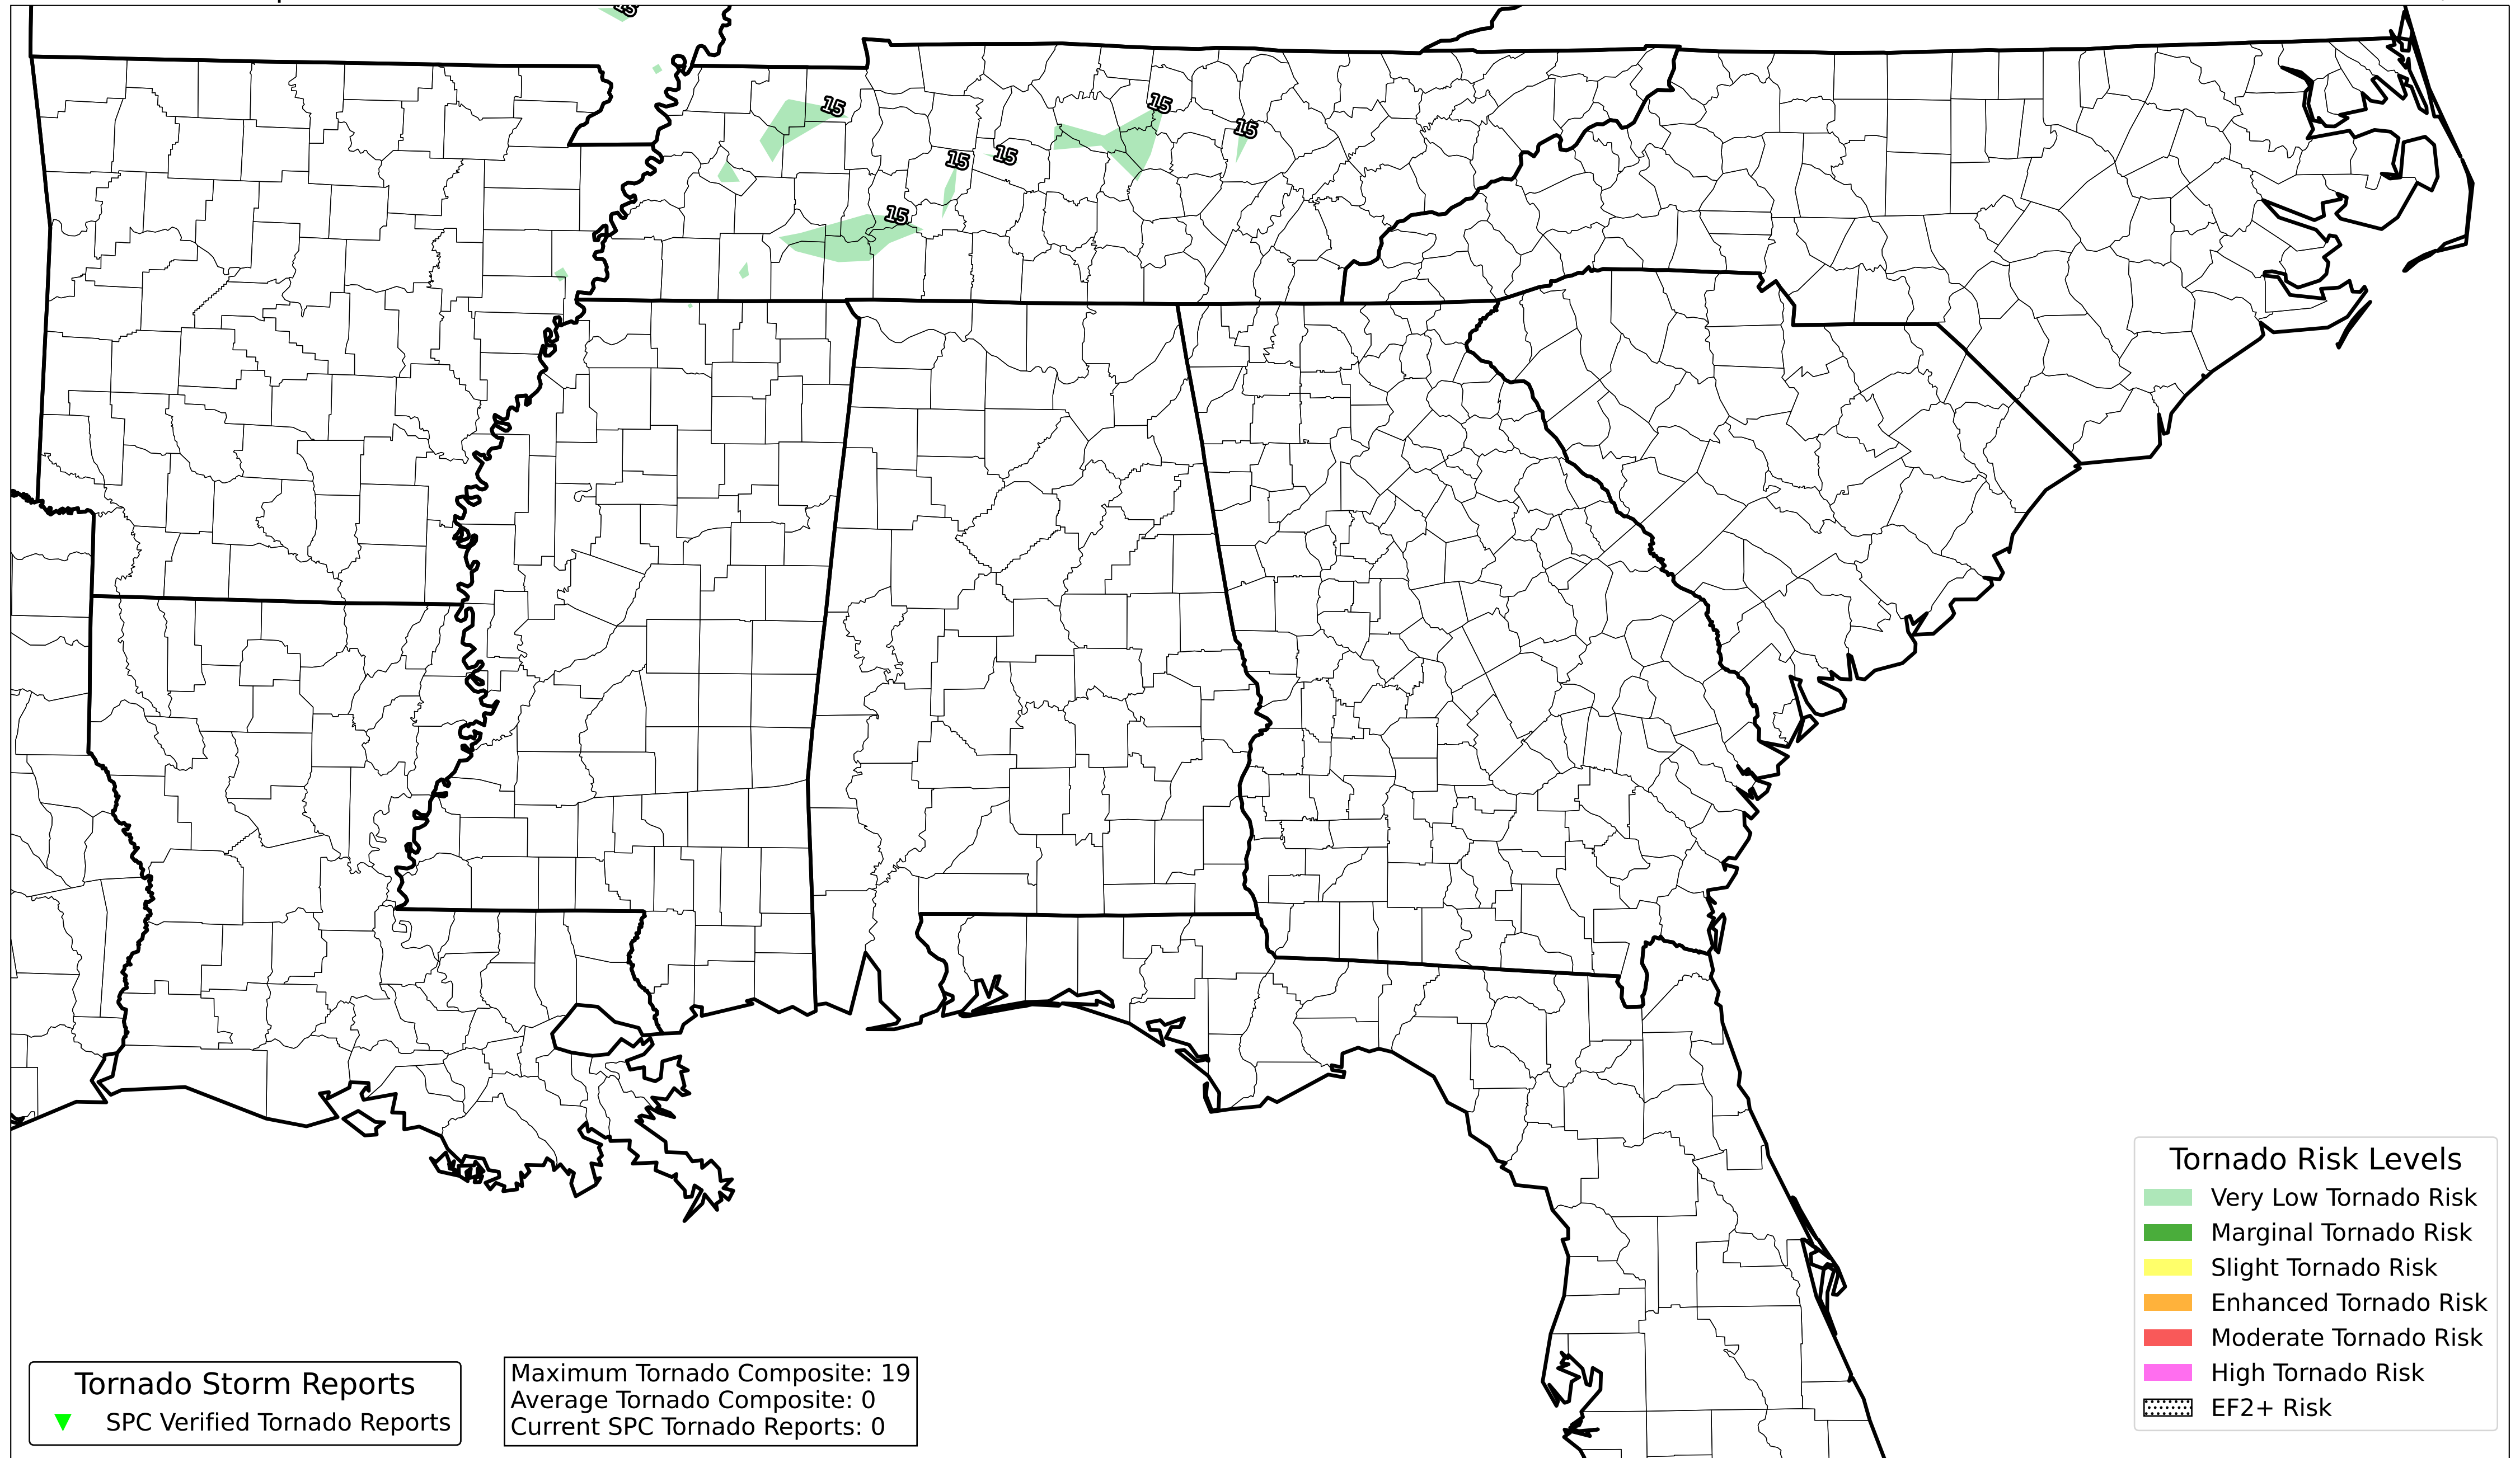 15
15
15
15
15
15
15
Tornado Risk Levels
Very Low Tornado Risk
Marginal Tornado Risk
Slight Tornado Risk
Enhanced Tornado Risk
Moderate Tornado Risk
High Tornado Risk
EF2+ Risk
Tornado Storm Reports
SPC Verified Tornado Reports
Maximum Tornado Composite: 19
Average Tornado Composite: 0
Current SPC Tornado Reports: 0